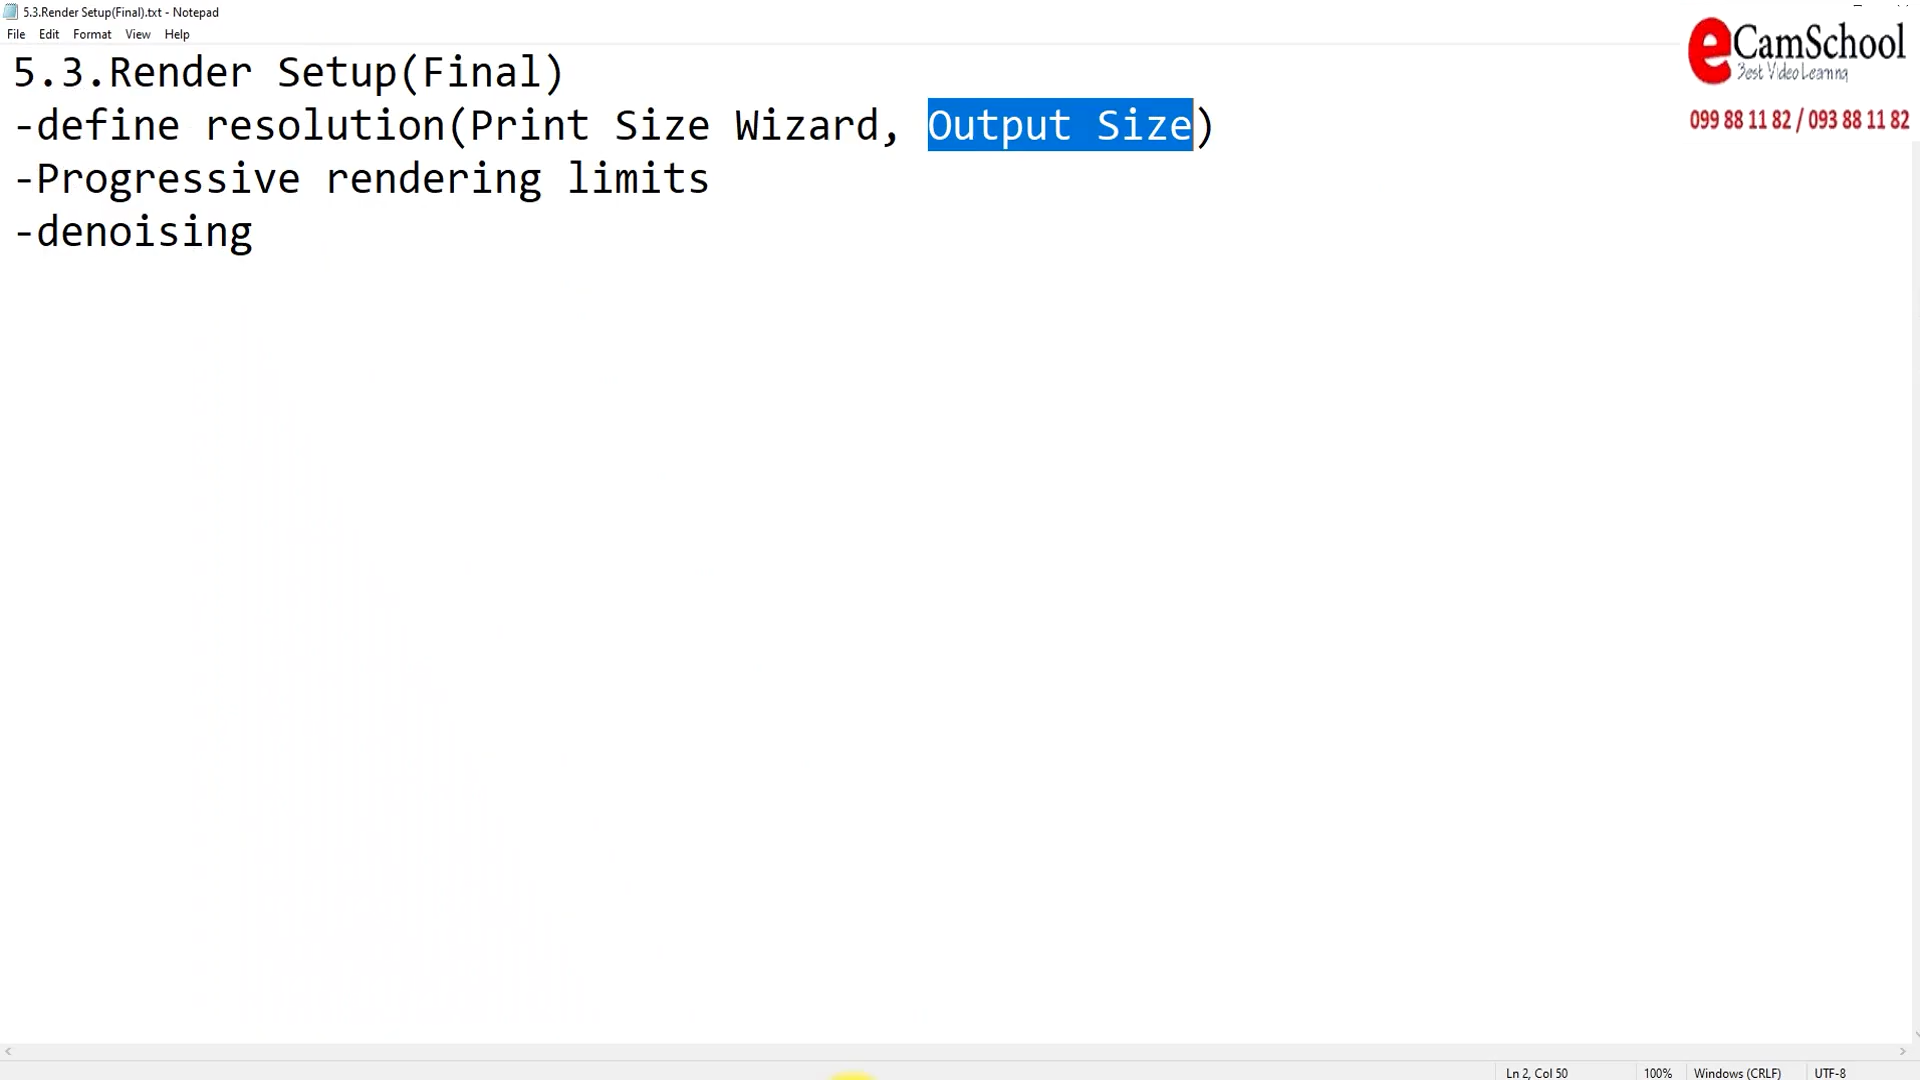 5.3.Render Setup(Final).txt - Notepad
File Edit Format View Help
eCamSchool
Best Video Learning
099 88 11 82 / 093 88 11 82
5.3.Render Setup(Final)
-define resolution(Print Size Wizard, Output Size)
-Progressive rendering limits
-denoising
Ln 2, Col 50 100% Windows (CRLF) UTF-8